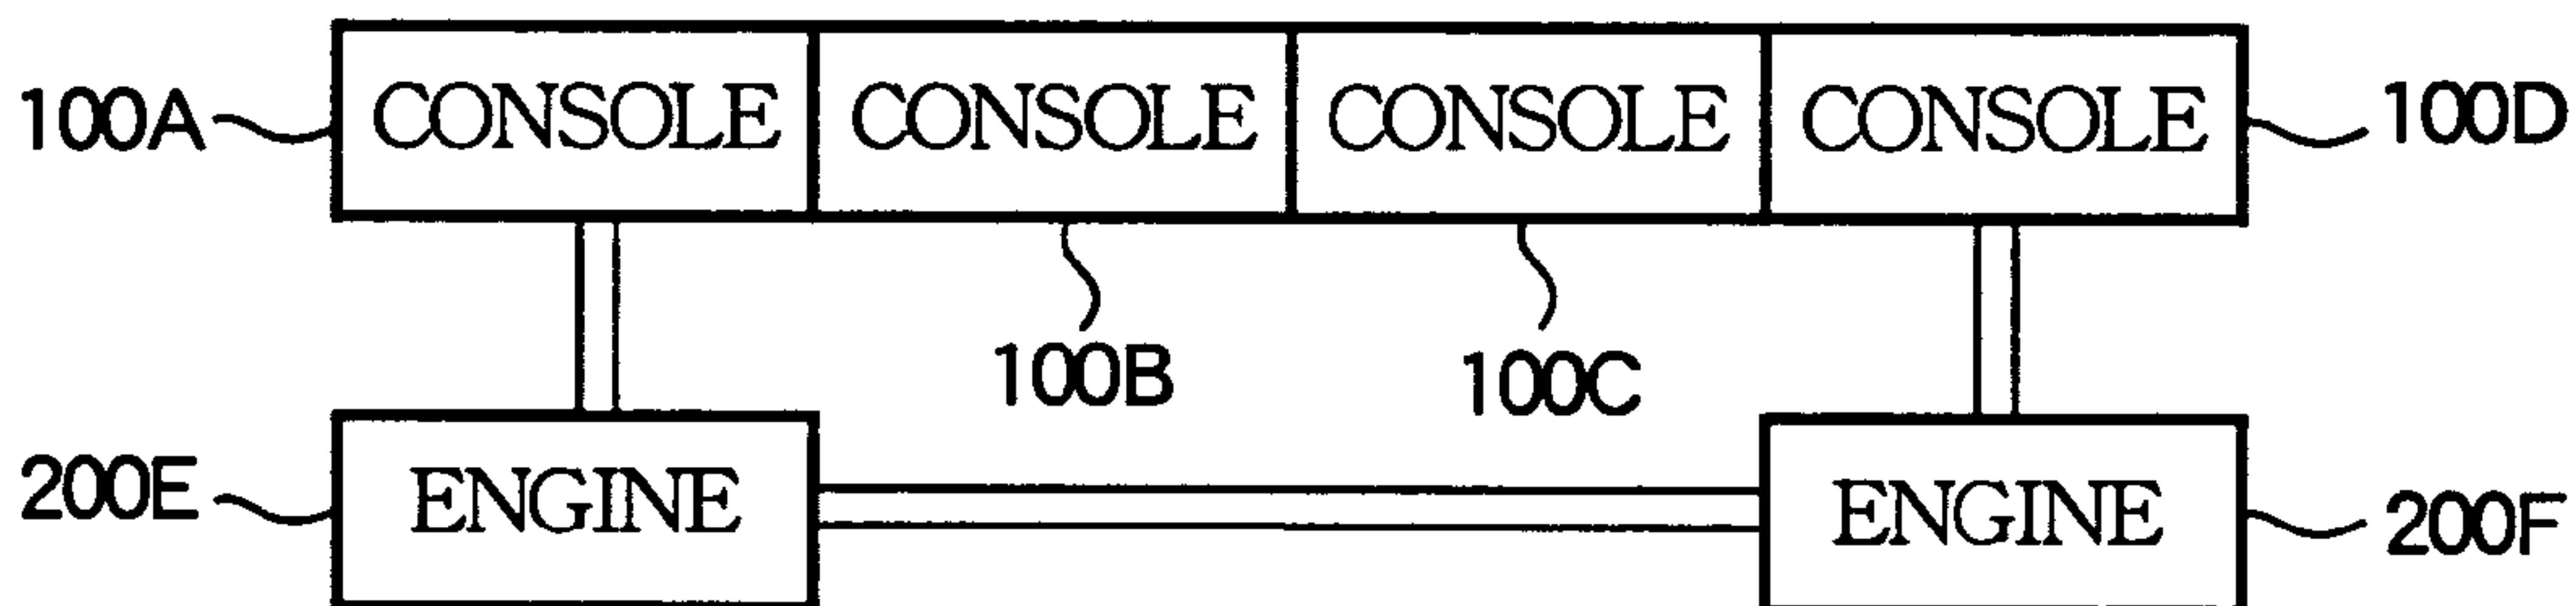 100A CONSOLE CONSOLE CONSOLE CONSOLE 100D
100B 100C
200E ENGINE ENGINE 200F